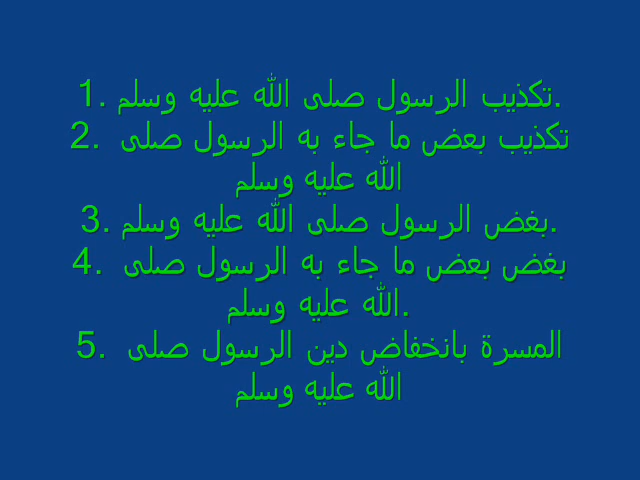 1. تكذيب الرسول صلى الله عليه وسلم.
2. تكذيب بعض ما جاء به الرسول صلى
الله عليه وسلم
3. بغض الرسول صلى الله عليه وسلم.
4. بغض بعض ما جاء به الرسول صلى
الله عليه وسلم.
5. المسرة بانخفاض دين الرسول صلى
الله عليه وسلم